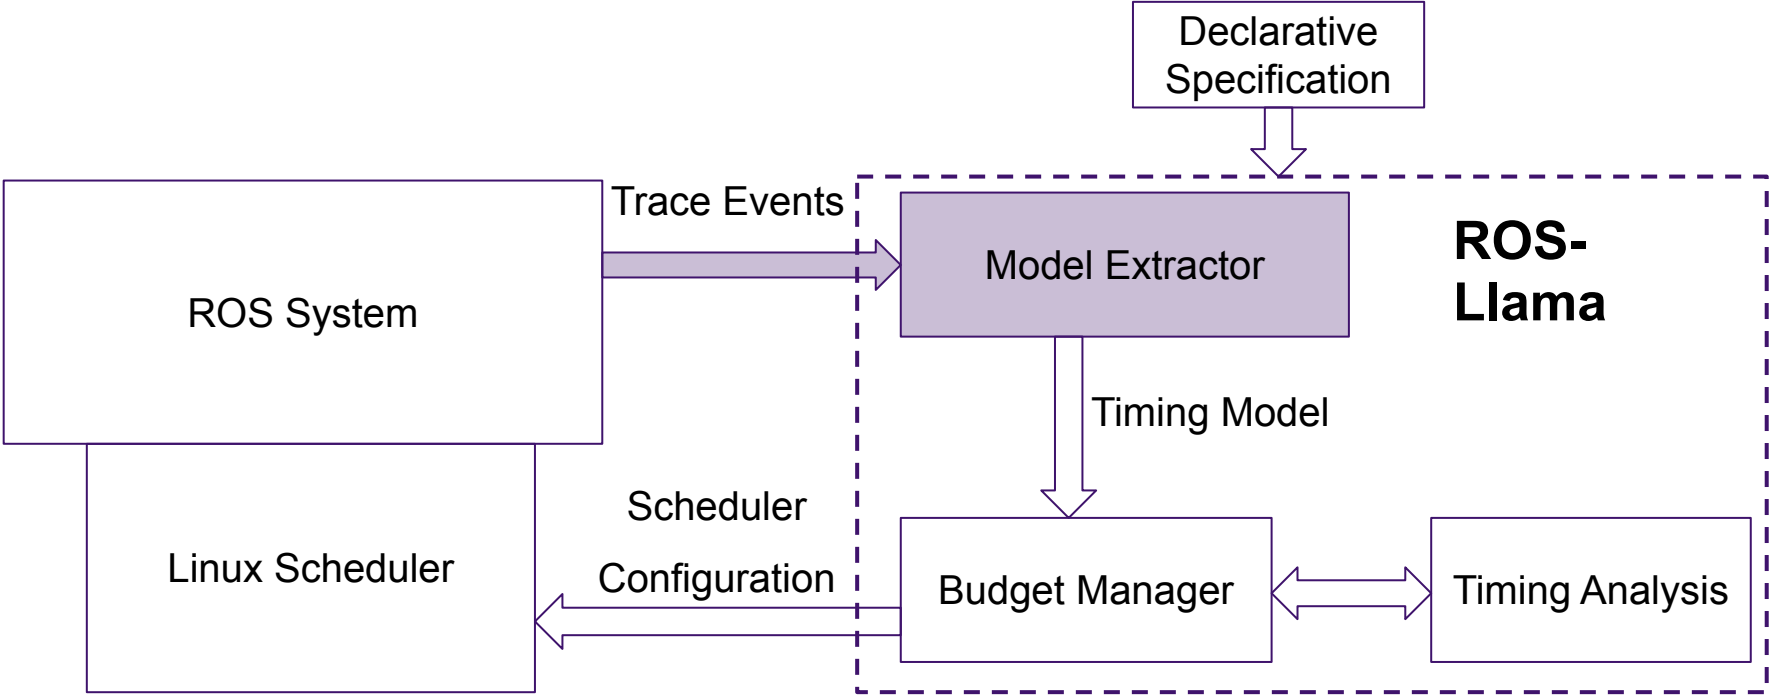 Declarative
Specification
Trace Events
Model Extractor
ROS-
Llama
ROS System
Timing Model
Scheduler
Configuration
Linux Scheduler
Budget Manager
Timing Analysis